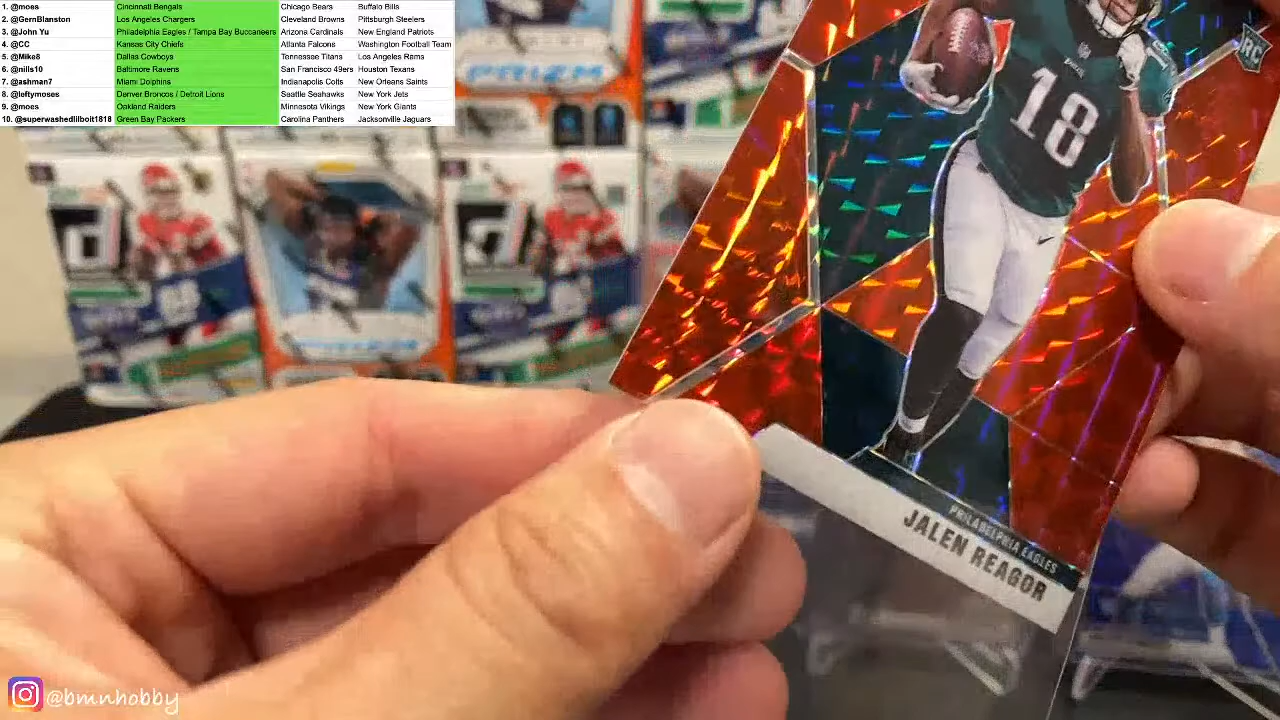 1. @moes Cincinnati Bengals Chicago Bears Buffalo Bills
2. @GernBlanston Los Angeles Chargers Cleveland Browns Pittsburgh Steelers
3. @John Yu Philadelphia Eagles / Tampa Bay Buccaneers Arizona Cardinals New England Patriots
4. @CC Kansas City Chiefs Atlanta Falcons Washington Football Team
5. @Mike8 Dallas Cowboys Tennessee Titans Los Angeles Rams
6. @nils10 Baltimore Ravens San Francisco 49ers Houston Texans
7. @ashman7 Miami Dolphins Indianapolis Colts New Orleans Saints
8. @leftymoses Denver Broncos / Detroit Lions Seattle Seahawks New York Jets
9. @moes Oakland Raiders Minnesota Vikings New York Giants
10. @superwashedlilboit1818 Green Bay Packers Carolina Panthers Jacksonville Jaguars
PRIZM
RC
18
PHILADELPHIA EAGLES
JALEN REAGOR
@bmnhobby